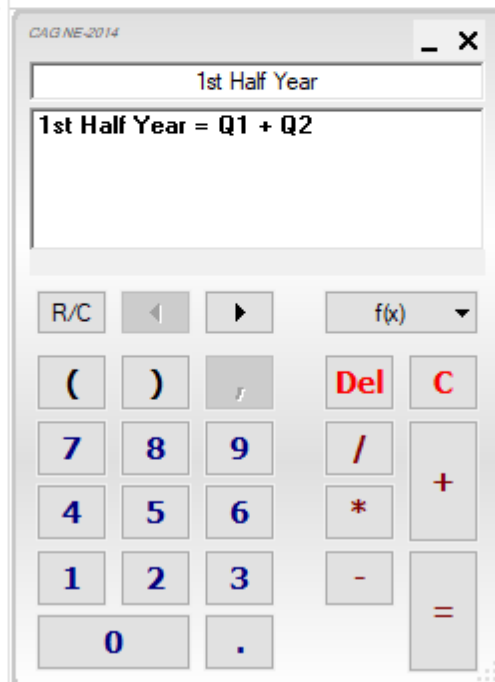 CAG NE-2014
1st Half Year
1st Half Year = Q1 + Q2
R/C f(x)
( ) , Del C
7 8 9 / +
4 5 6 *
1 2 3 - =
0 .